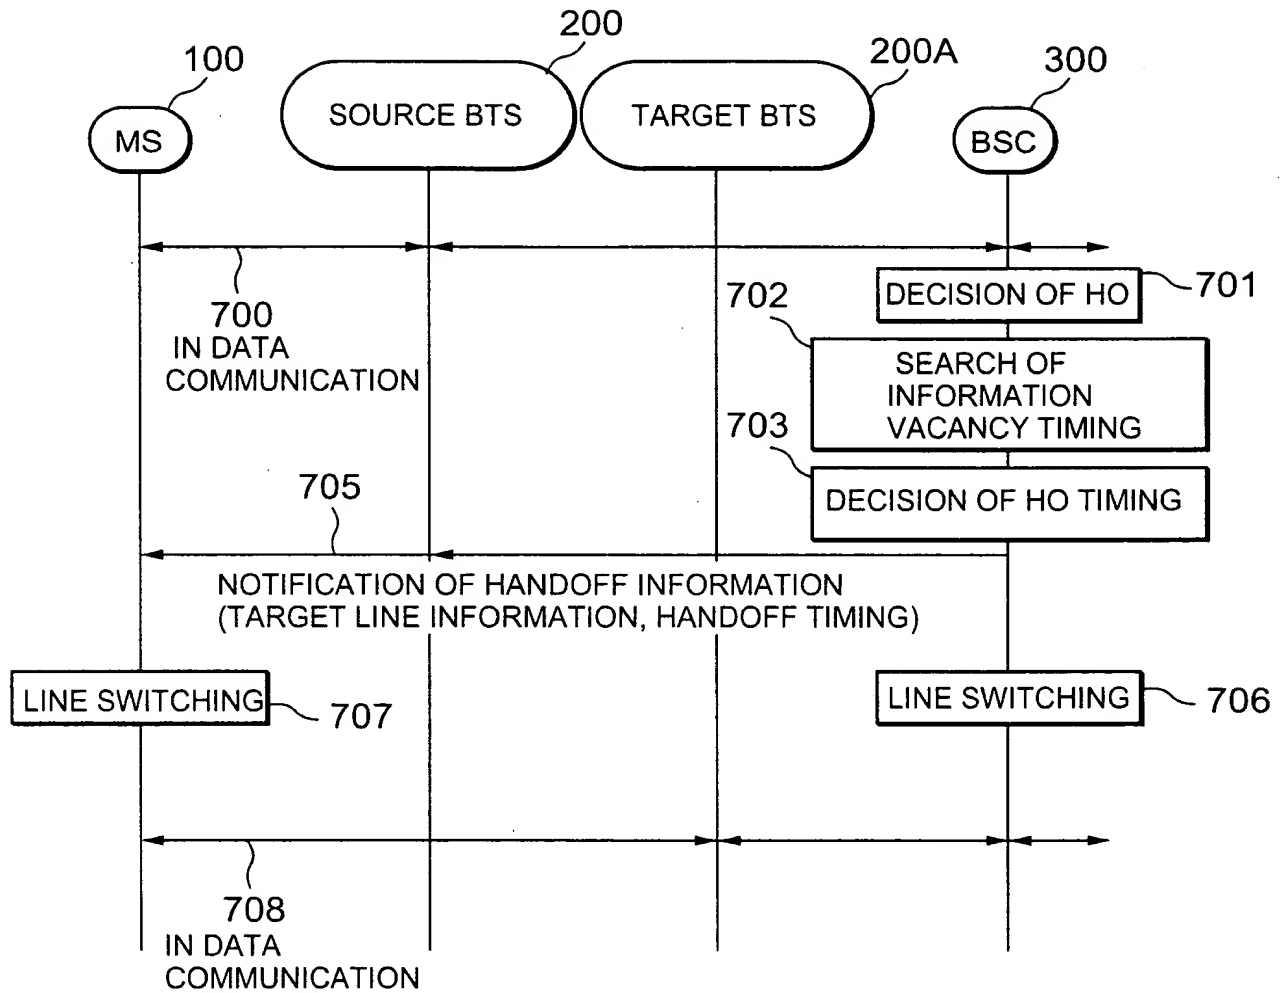 100
200
200A
300
MS
SOURCE BTS
TARGET BTS
BSC
700
IN DATA
COMMUNICATION
DECISION OF HO
701
702
SEARCH OF
INFORMATION
VACANCY TIMING
703
DECISION OF HO TIMING
705
NOTIFICATION OF HANDOFF INFORMATION
(TARGET LINE INFORMATION, HANDOFF TIMING)
LINE SWITCHING
707
LINE SWITCHING
706
708
IN DATA
COMMUNICATION